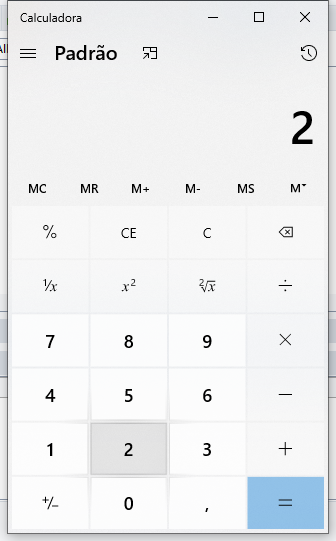 Calculadora
Padrão
2
MC MR M+ M- MS M˅
% CE C
¹/x x² ²√x ÷
7 8 9 ×
4 5 6 −
1 2 3 +
+/− 0 , =